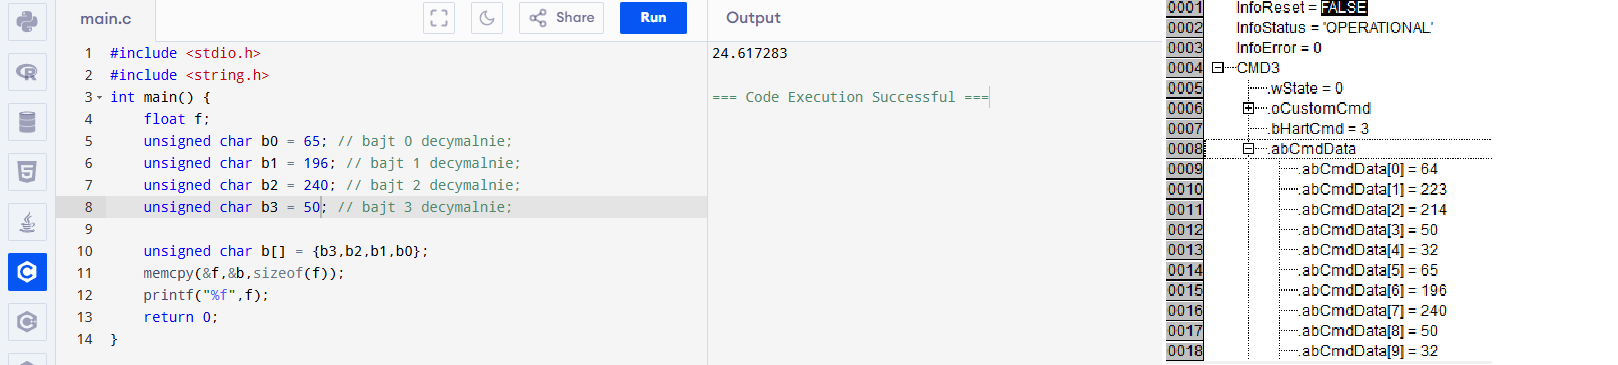 main.c
Share
Run
Output
1 #include <stdio.h>
2 #include <string.h>
3 int main() {
4 float f;
5 unsigned char b0 = 65; // bajt 0 decymalnie;
6 unsigned char b1 = 196; // bajt 1 decymalnie;
7 unsigned char b2 = 240; // bajt 2 decymalnie;
8 unsigned char b3 = 50; // bajt 3 decymalnie;
9
10 unsigned char b[] = {b3,b2,b1,b0};
11 memcpy(&f,&b,sizeof(f));
12 printf("%f",f);
13 return 0;
14 }
24.617283
=== Code Execution Successful ===
0001 InfoReset = FALSE
0002 InfoStatus = 'OPERATIONAL'
0003 InfoError = 0
0004 CMD3
0005 .wState = 0
0006 .oCustomCmd
0007 .bHartCmd = 3
0008 .abCmdData
0009 .abCmdData[0] = 64
0010 .abCmdData[1] = 223
0011 .abCmdData[2] = 214
0012 .abCmdData[3] = 50
0013 .abCmdData[4] = 32
0014 .abCmdData[5] = 65
0015 .abCmdData[6] = 196
0016 .abCmdData[7] = 240
0017 .abCmdData[8] = 50
0018 .abCmdData[9] = 32